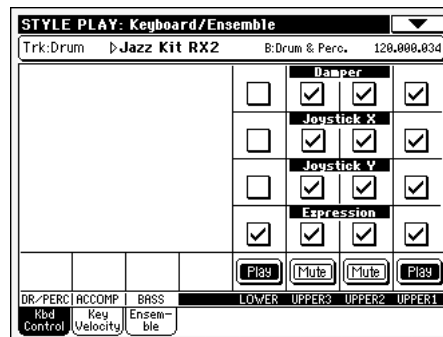 STYLE PLAY: Keyboard/Ensemble
Trk:Drum ▷Jazz Kit RX2 B:Drum & Perc. 120.000.034
Damper
Joystick X
Joystick Y
Expression
Play Mute Mute Play
DR/PERC ACCOMP BASS LOWER UPPER3 UPPER2 UPPER1
Kbd Control Key Velocity Ensem-ble